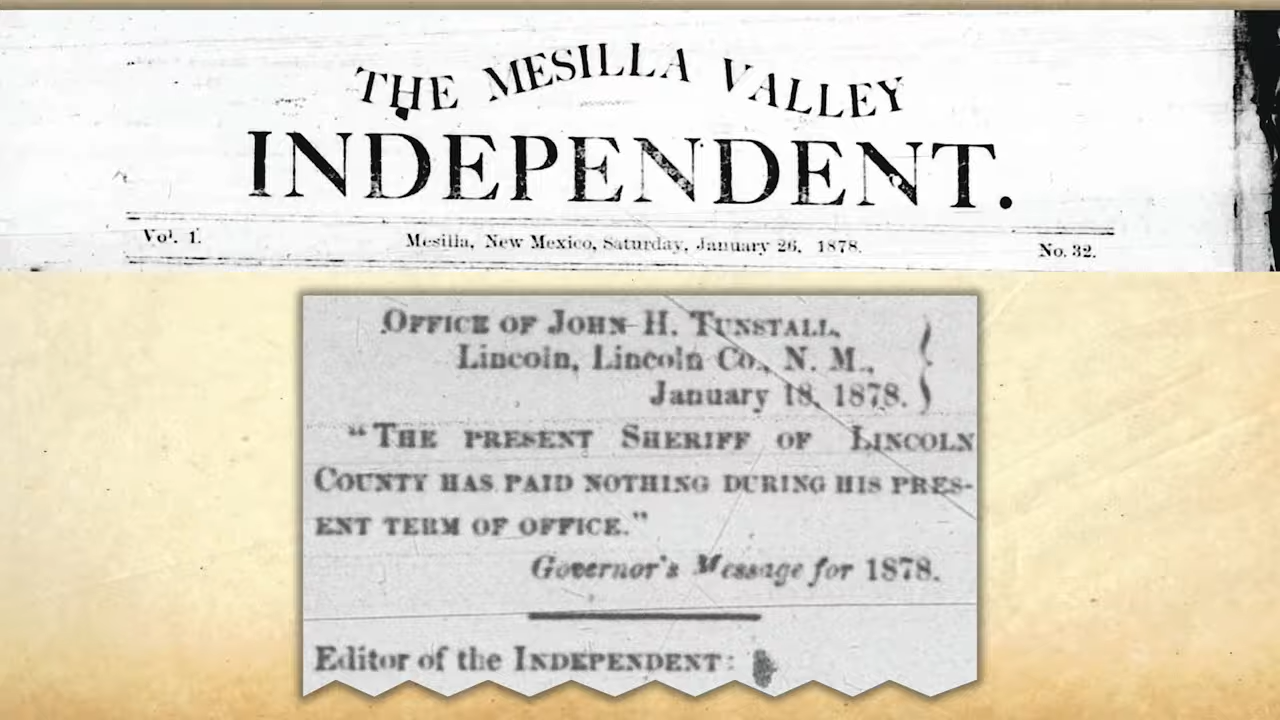 THE MESILLA VALLEY
INDEPENDENT.
Vol. 1.
Mesilla, New Mexico, Saturday, January 26, 1878.
No. 32.
OFFICE OF JOHN H. TUNSTALL,
Lincoln, Lincoln Co., N. M.,
January 18, 1878.
"THE PRESENT SHERIFF OF LINCOLN
COUNTY HAS PAID NOTHING DURING HIS PRES-
ENT TERM OF OFFICE."
Governor's Message for 1878.
Editor of the INDEPENDENT: